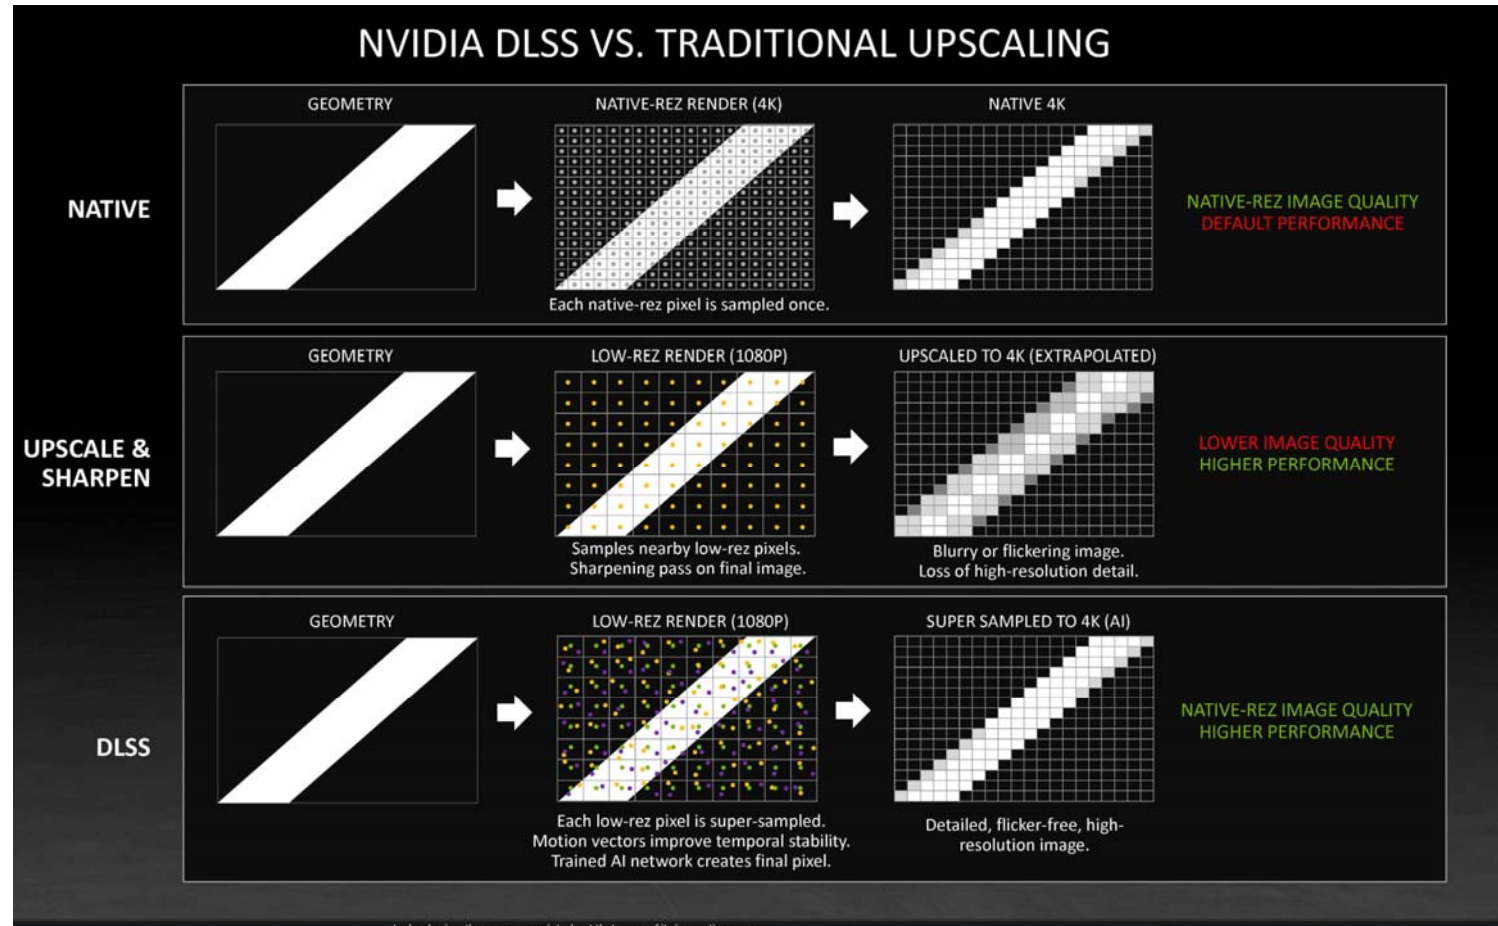 NVIDIA DLSS VS. TRADITIONAL UPSCALING
NATIVE
GEOMETRY
NATIVE-REZ RENDER (4K)
Each native-rez pixel is sampled once.
NATIVE 4K
NATIVE-REZ IMAGE QUALITY
DEFAULT PERFORMANCE
UPSCALE &
SHARPEN
GEOMETRY
LOW-REZ RENDER (1080P)
Samples nearby low-rez pixels.
Sharpening pass on final image.
UPSCALED TO 4K (EXTRAPOLATED)
Blurry or flickering image.
Loss of high-resolution detail.
LOWER IMAGE QUALITY
HIGHER PERFORMANCE
DLSS
GEOMETRY
LOW-REZ RENDER (1080P)
Each low-rez pixel is super-sampled.
Motion vectors improve temporal stability.
Trained AI network creates final pixel.
SUPER SAMPLED TO 4K (AI)
Detailed, flicker-free, high-
resolution image.
NATIVE-REZ IMAGE QUALITY
HIGHER PERFORMANCE